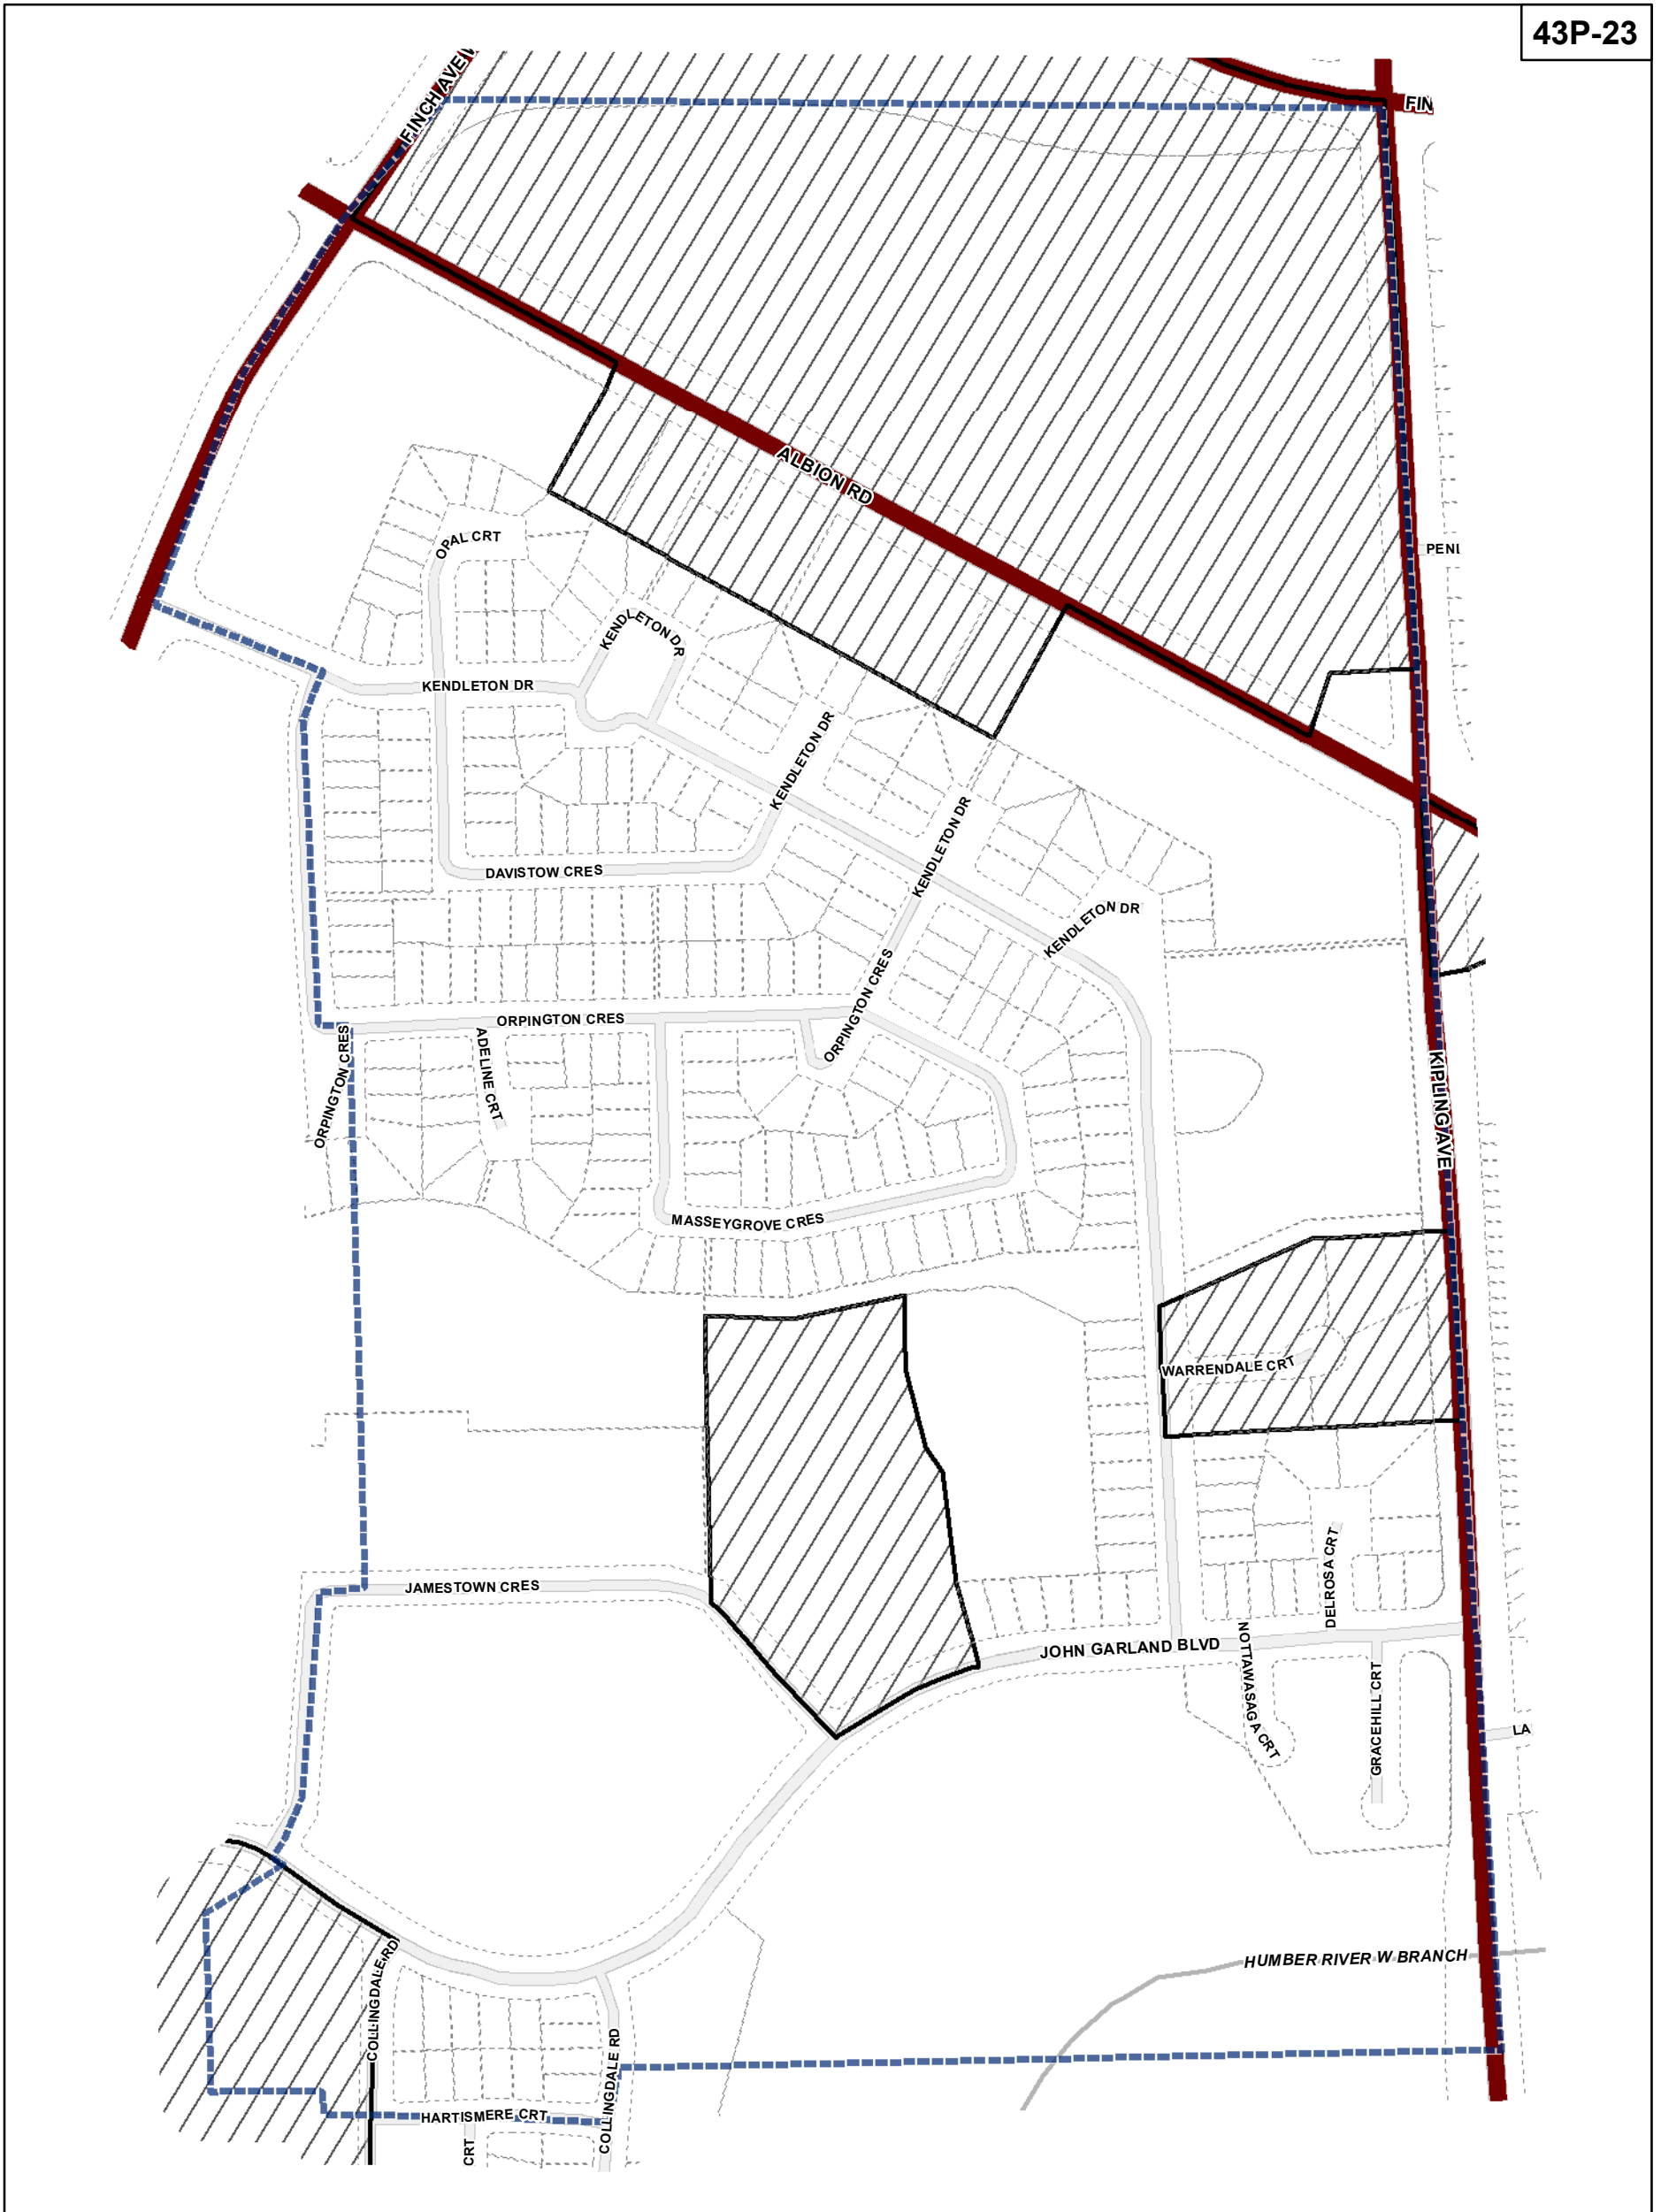 43P-23
FINCH AVE W
FIN
ALBION RD
PENI
OPAL CRT
KENDLETON DR
KENDLETON DR
KENDLETON DR
KENDLETON DR
DAVISTOW CRES
KENDLETON DR
ORPINGTON CRES
ORPINGTON CRES
ORPINGTON CRES
ADELINE CRT
KIPLING AVE
MASSEYGROVE CRES
WARRENDALE CRT
JAMESTOWN CRES
DELROSA CRT
JOHN GARLAND BLVD
NOTTAWASAGA CRT
GRACEHILL CRT
LA
HUMBER RIVER W BRANCH
COLLINGDALE RD
COLLINGDALE RD
HARTISMERE CRT
CRT